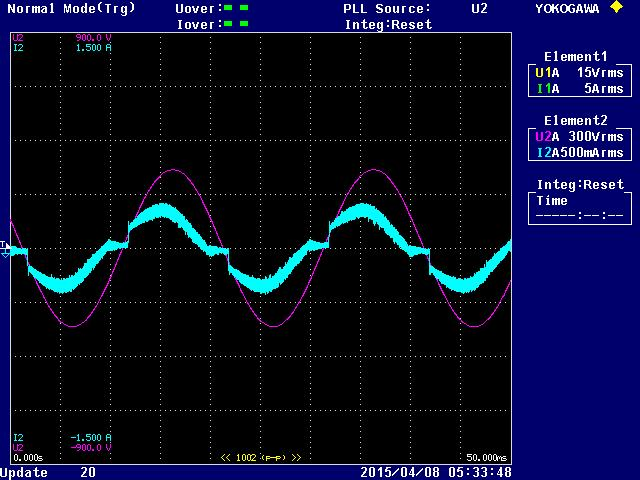 Normal Mode(Trg) Uover: PLL Source: U2 YOKOGAWA
Iover: Integ:Reset
U2 900.0 V
I2 1.500 A
Element1
U1A 15Vrms
I1A 5Arms
Element2
U2A 300Vrms
I2A500mArms
Integ:Reset
Time
-----:--:--
T
I2 -1.500 A
U2 -900.0 V
0.000s << 1002 (p-p) >> 50.000ms
Update 20 2015/04/08 05:33:48